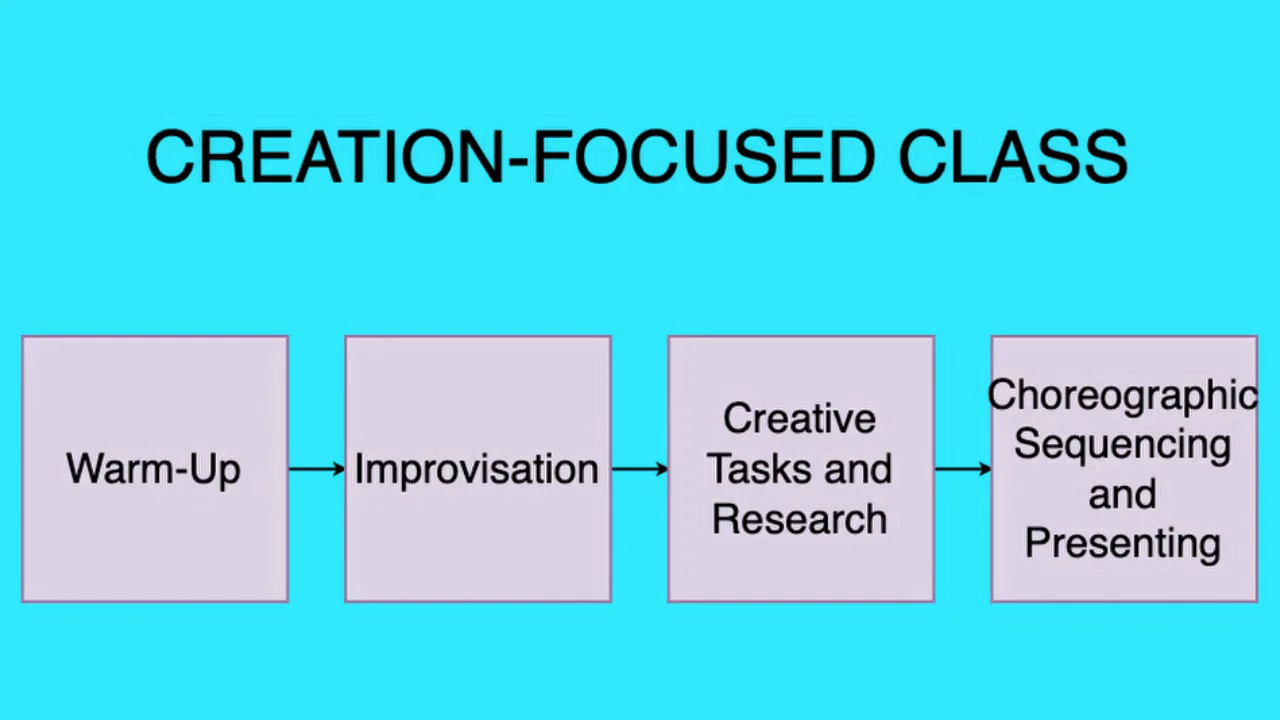 CREATION-FOCUSED CLASS
Warm-Up
Improvisation
Creative
Tasks and
Research
Choreographic
Sequencing
and
Presenting